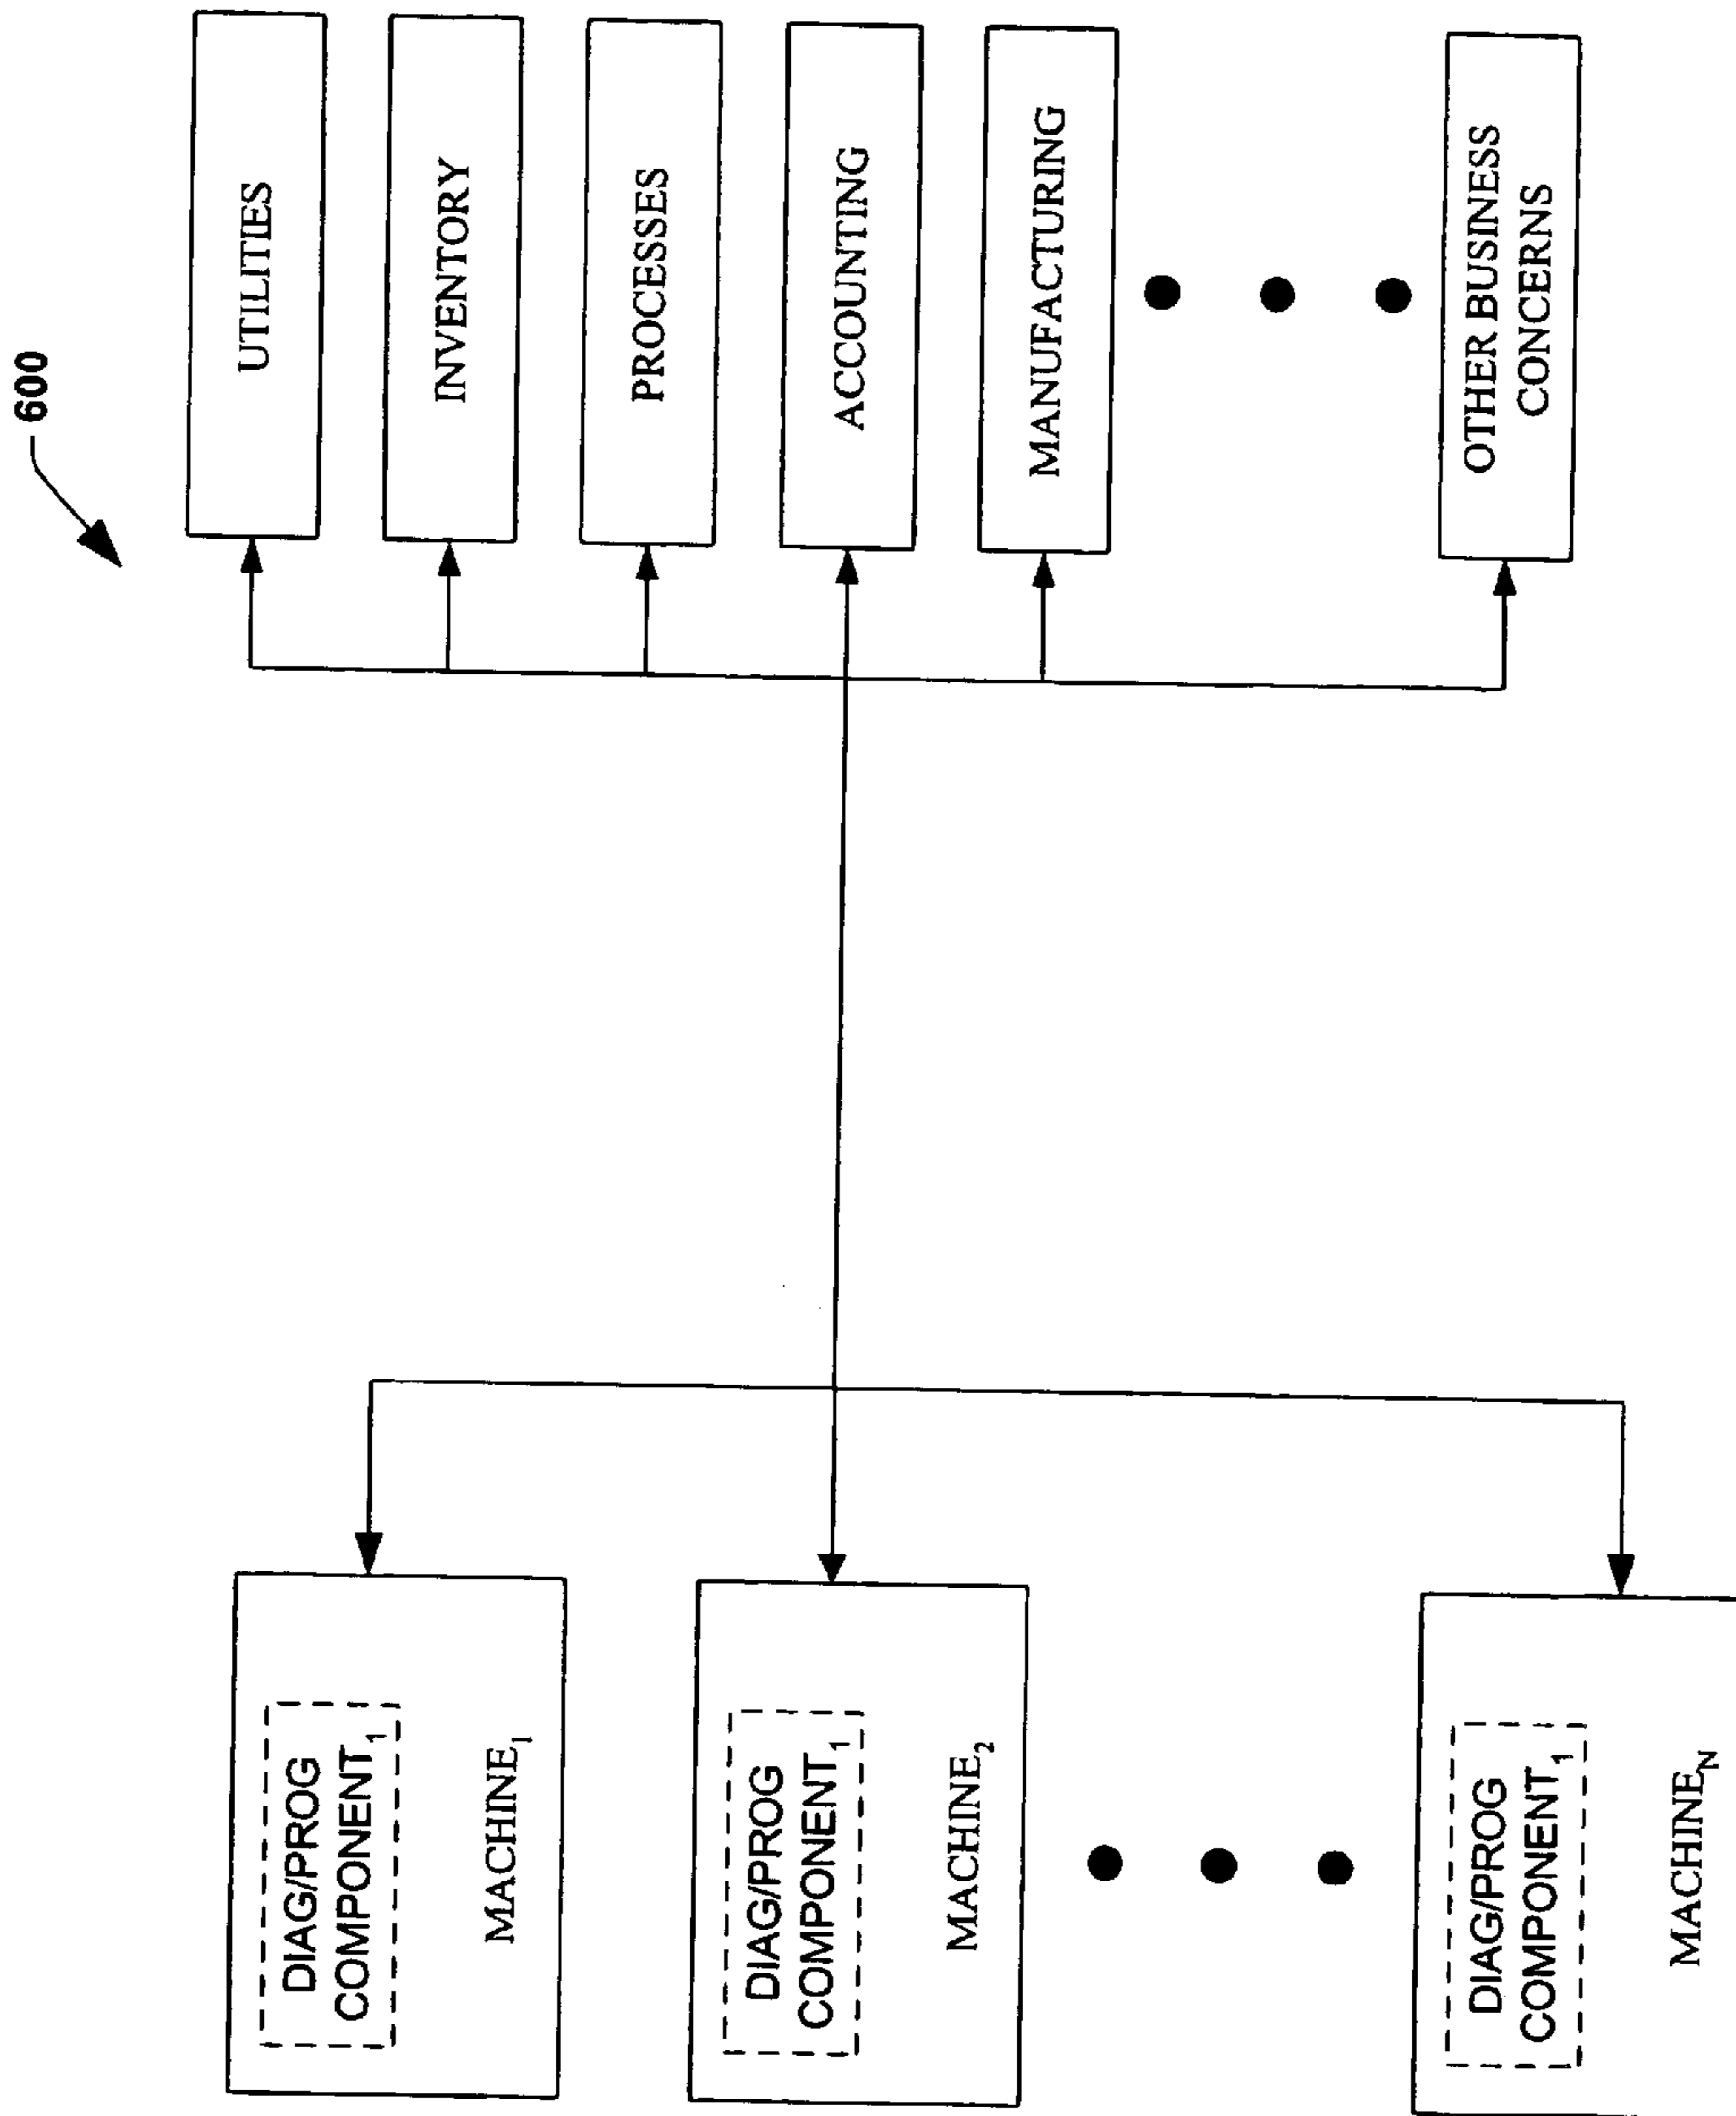 600
DIAG/PROG
COMPONENT1
MACHINE1
DIAG/PROG
COMPONENT1
MACHINE2
DIAG/PROG
COMPONENT1
MACHINEN
UTILITIES
INVENTORY
PROCESSES
ACCOUNTING
MANUFACTURING
OTHER BUSINESS
CONCERNS